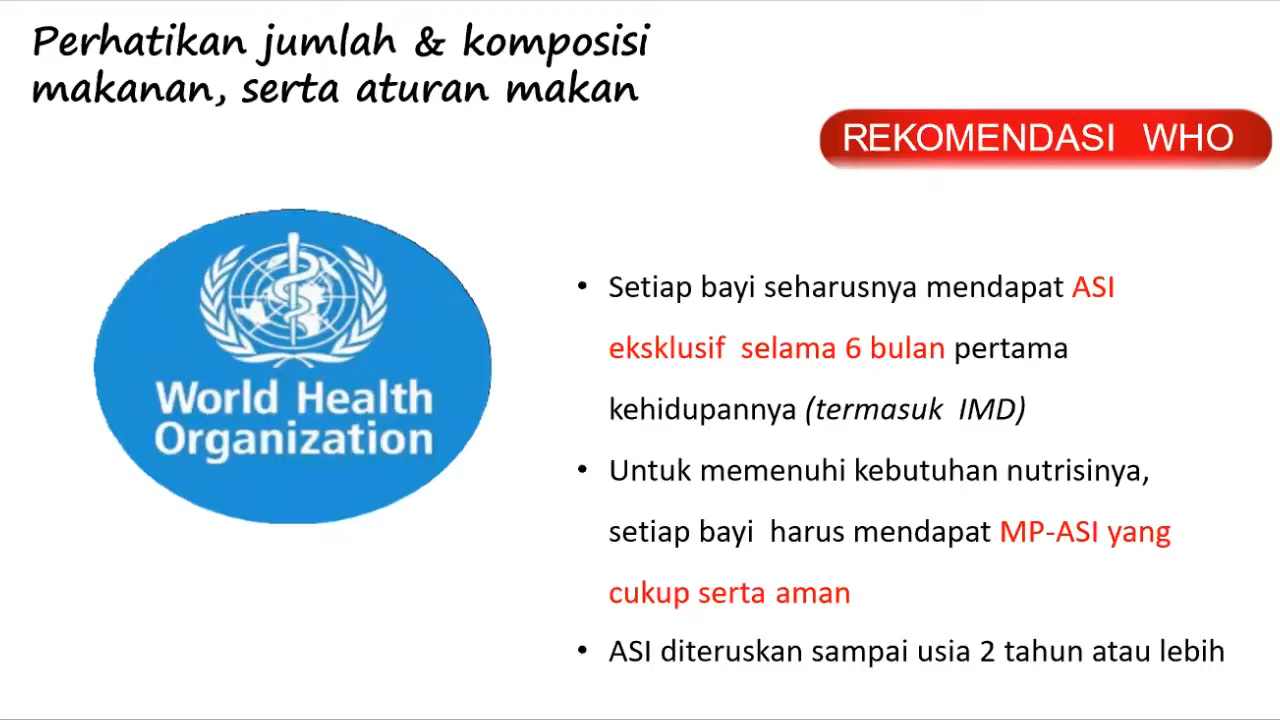 Perhatikan jumlah & komposisi
makanan, serta aturan makan
REKOMENDASI WHO
World Health
Organization
• Setiap bayi seharusnya mendapat ASI
eksklusif selama 6 bulan pertama
kehidupannya (termasuk IMD)
• Untuk memenuhi kebutuhan nutrisinya,
setiap bayi harus mendapat MP-ASI yang
cukup serta aman
• ASI diteruskan sampai usia 2 tahun atau lebih